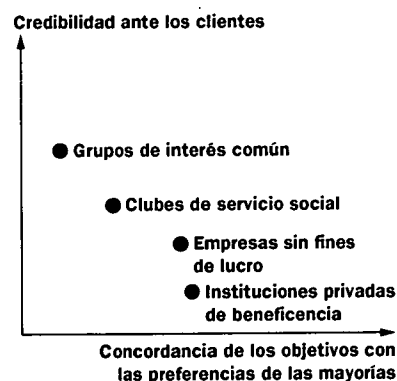 Credibilidad ante los clientes
Grupos de interés común
Clubes de servicio social
Empresas sin fines
de lucro
Instituciones privadas
de beneficencia
Concordancia de los objetivos con
las preferencias de las mayorías